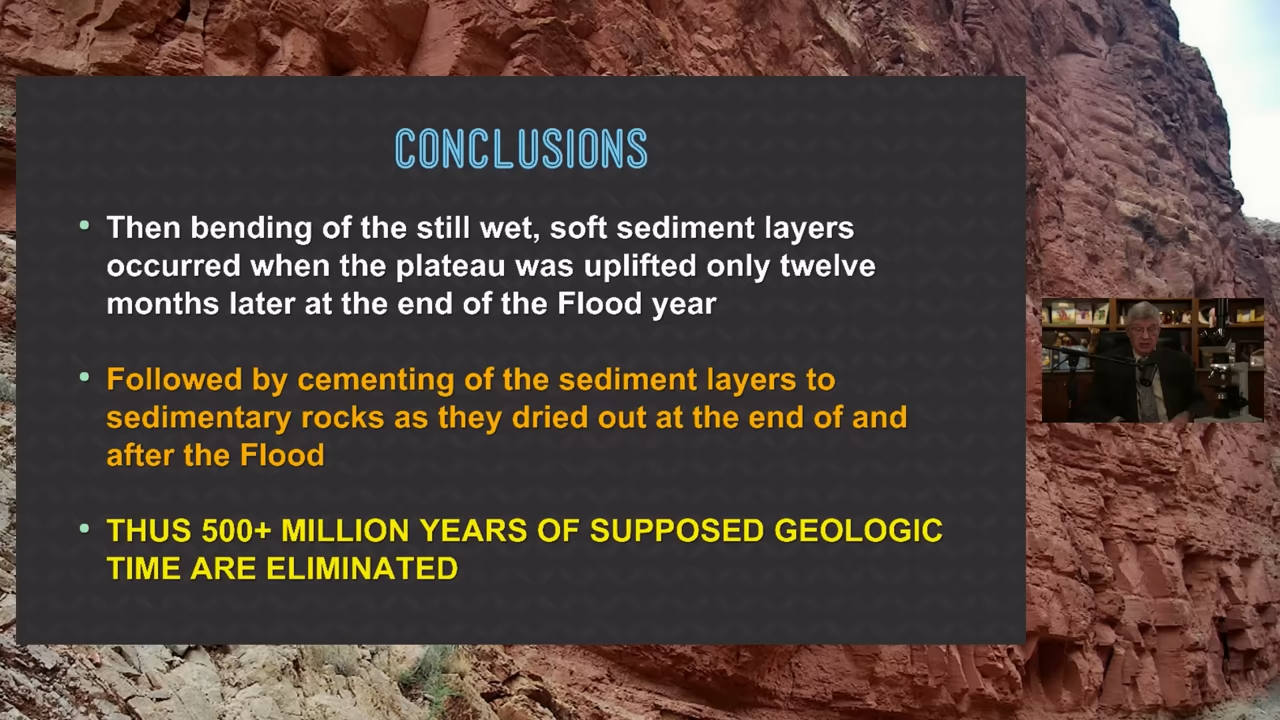 CONCLUSIONS
Then bending of the still wet, soft sediment layers
occurred when the plateau was uplifted only twelve
months later at the end of the Flood year
Followed by cementing of the sediment layers to
sedimentary rocks as they dried out at the end of and
after the Flood
THUS 500+ MILLION YEARS OF SUPPOSED GEOLOGIC
TIME ARE ELIMINATED